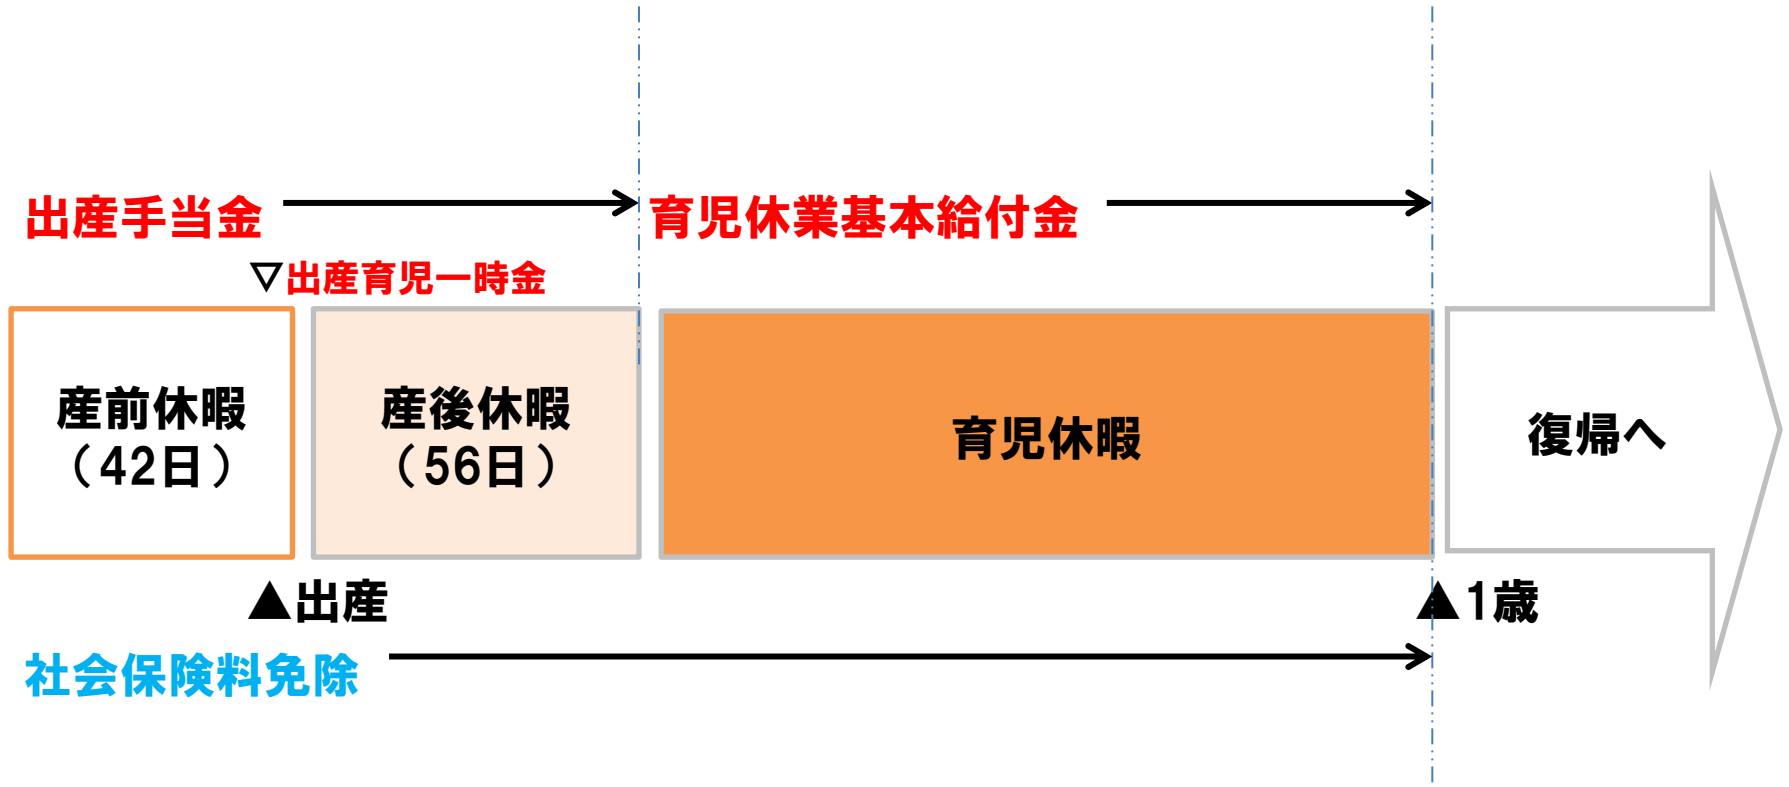 出産手当金
育児休業基本給付金
▽出産育児一時金
産前休暇
（42日）
産後休暇
（56日）
育児休暇
復帰へ
▲出産
▲1歳
社会保険料免除